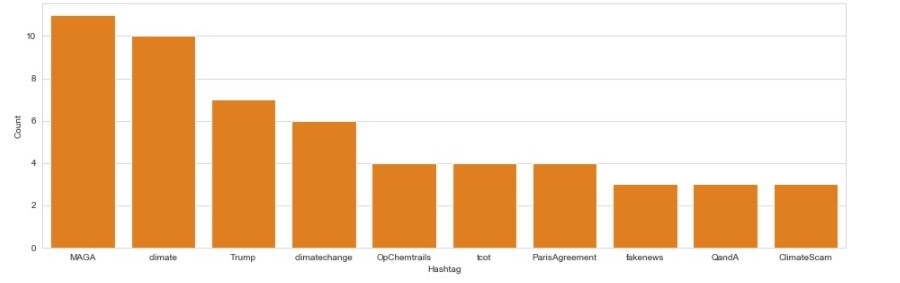 10
8
6
4
2
0
Count
MAGA climate Trump climatechange OpChemtrails tcot ParisAgreement fakenews QandA ClimateScam
Hashtag